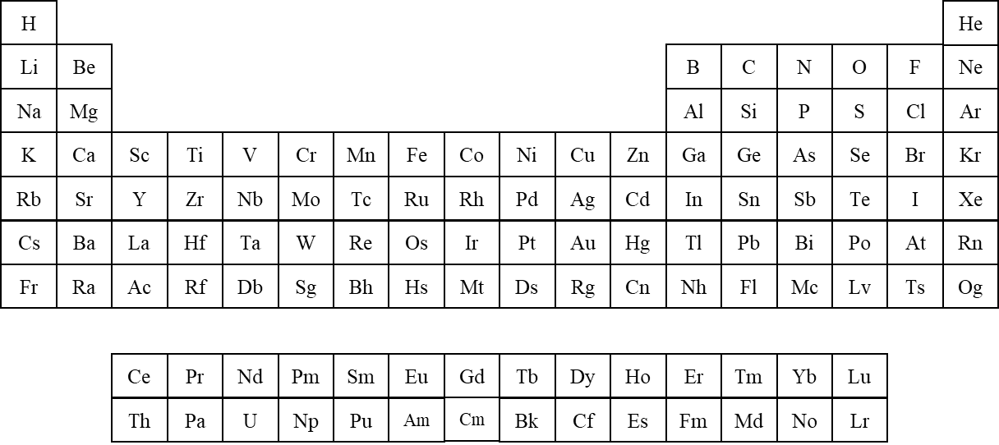 H He
Li Be B C N O F Ne
Na Mg Al Si P S Cl Ar
K Ca Sc Ti V Cr Mn Fe Co Ni Cu Zn Ga Ge As Se Br Kr
Rb Sr Y Zr Nb Mo Tc Ru Rh Pd Ag Cd In Sn Sb Te I Xe
Cs Ba La Hf Ta W Re Os Ir Pt Au Hg Tl Pb Bi Po At Rn
Fr Ra Ac Rf Db Sg Bh Hs Mt Ds Rg Cn Nh Fl Mc Lv Ts Og
Ce Pr Nd Pm Sm Eu Gd Tb Dy Ho Er Tm Yb Lu
Th Pa U Np Pu Am Cm Bk Cf Es Fm Md No Lr